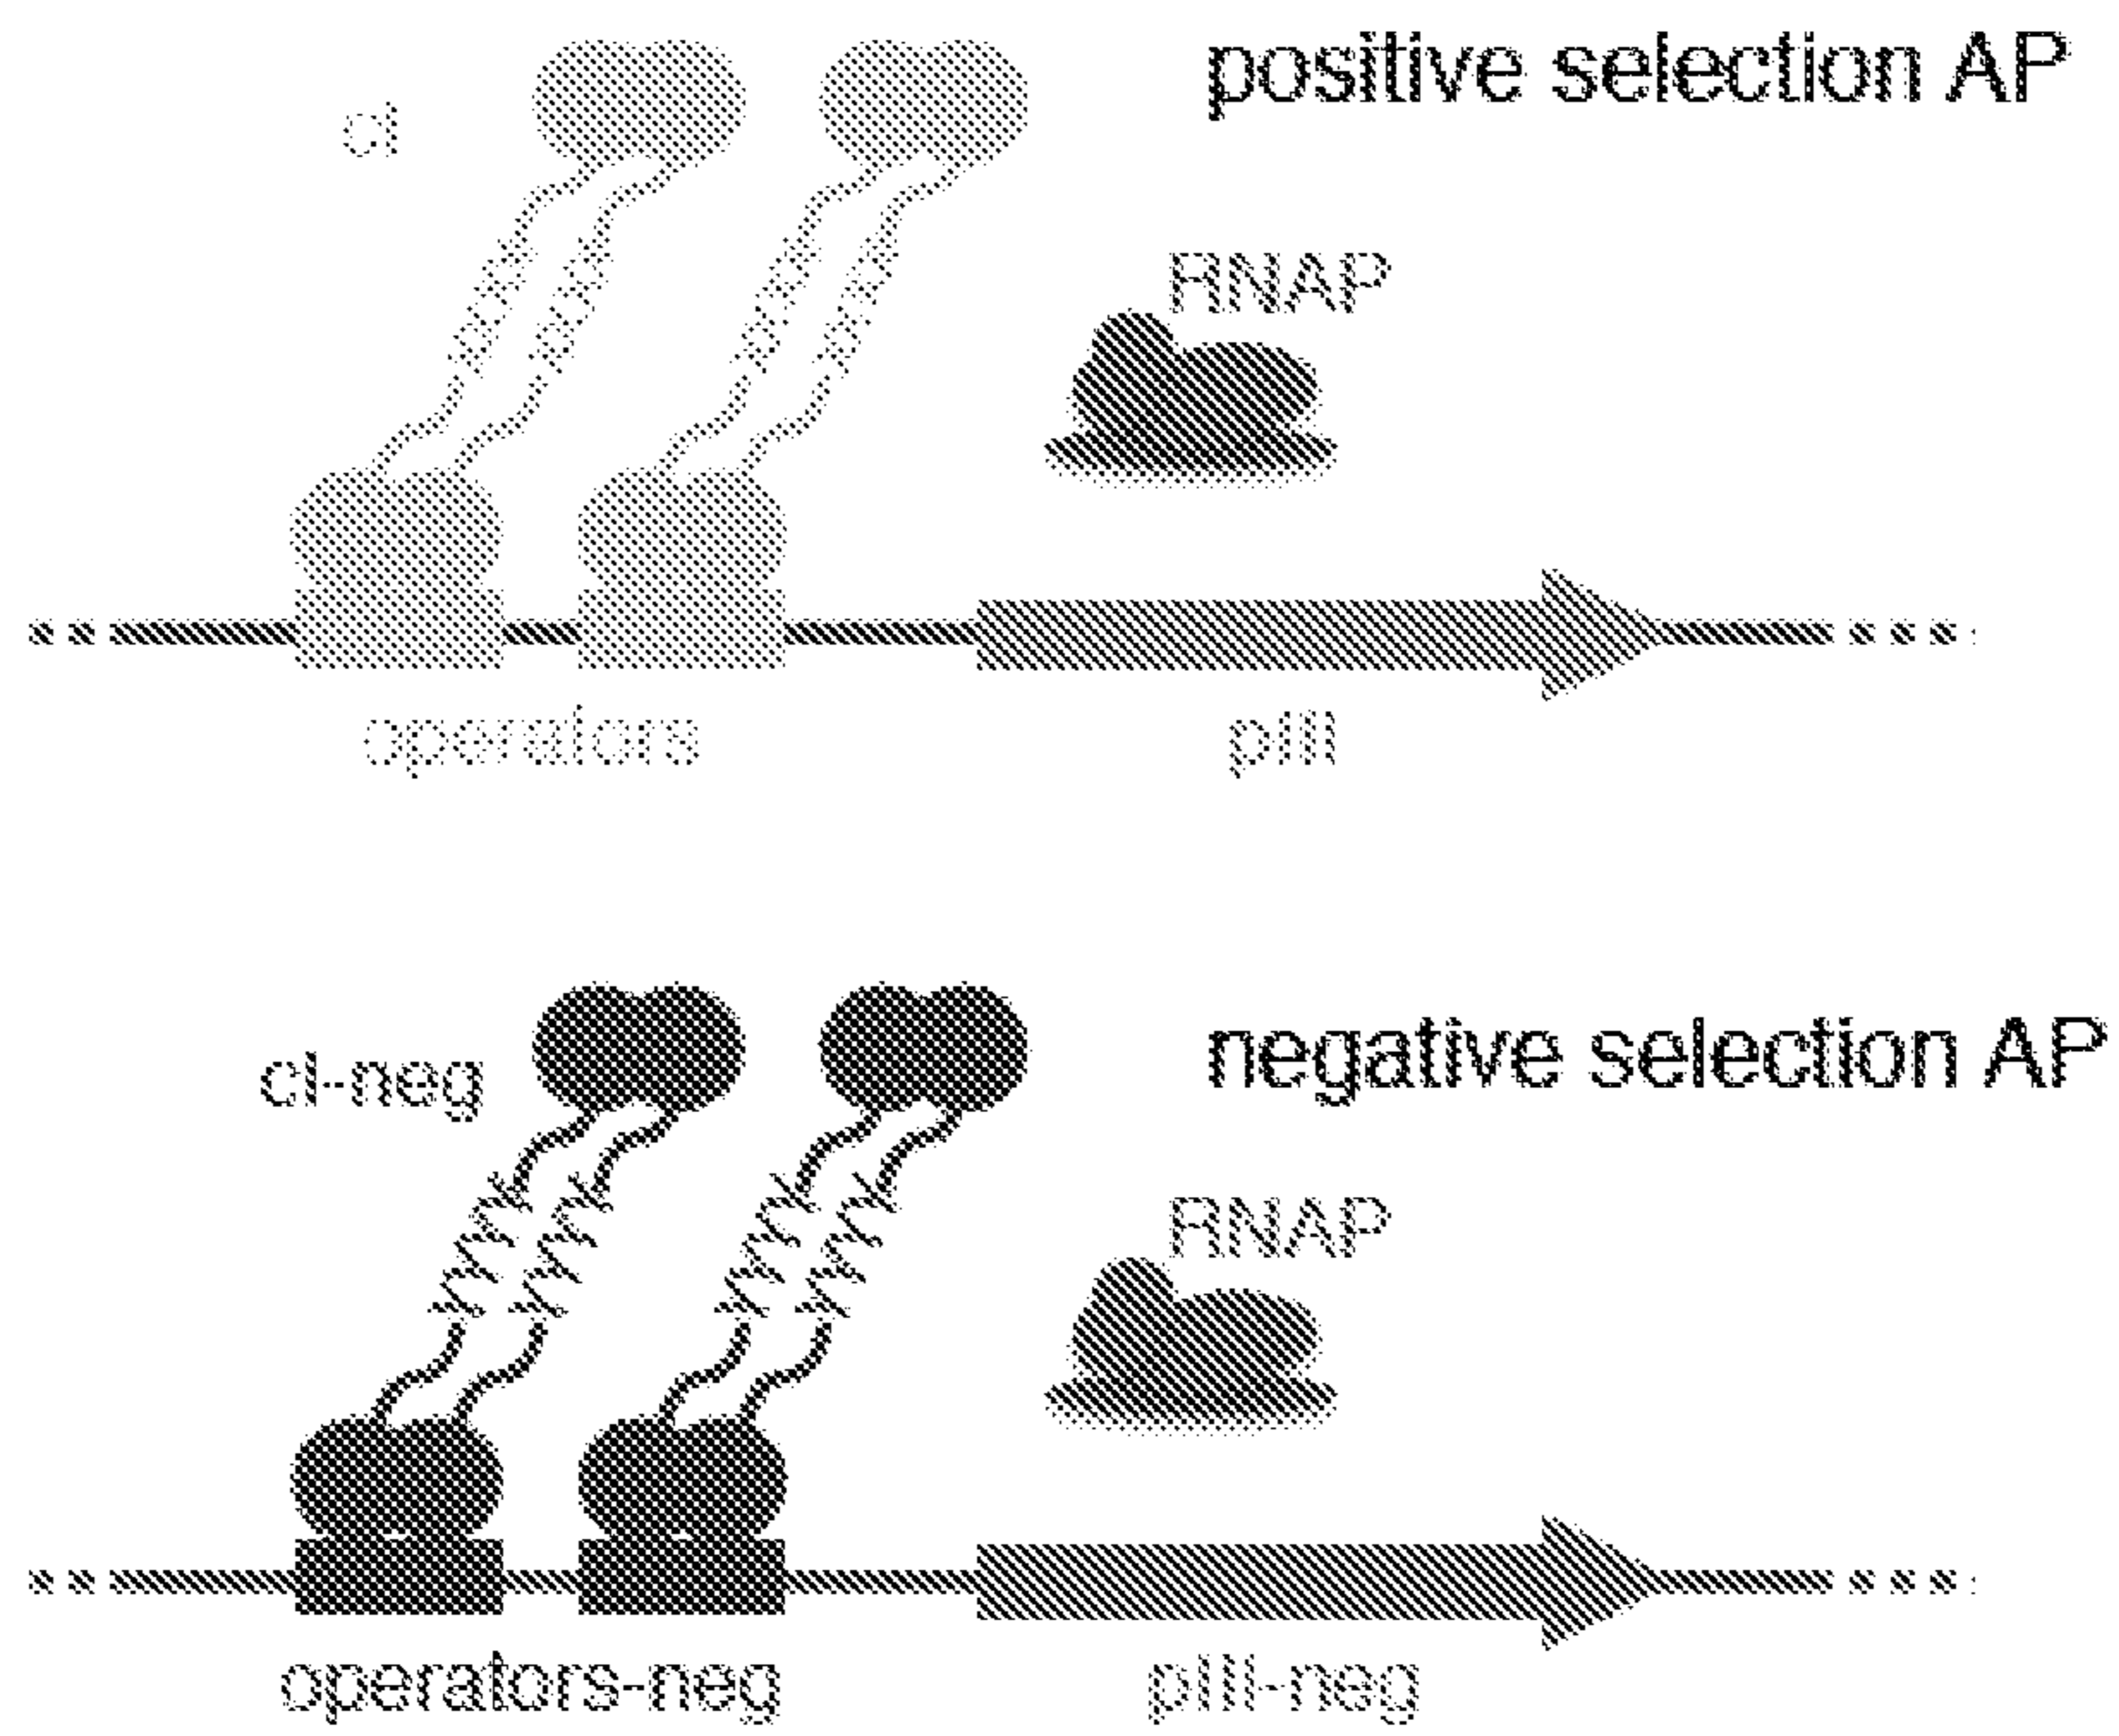 positive selection AP
cI
RNAP
operators
pIII
negative selection AP
cI-neg
RNAP
operators-neg
pIII-neg